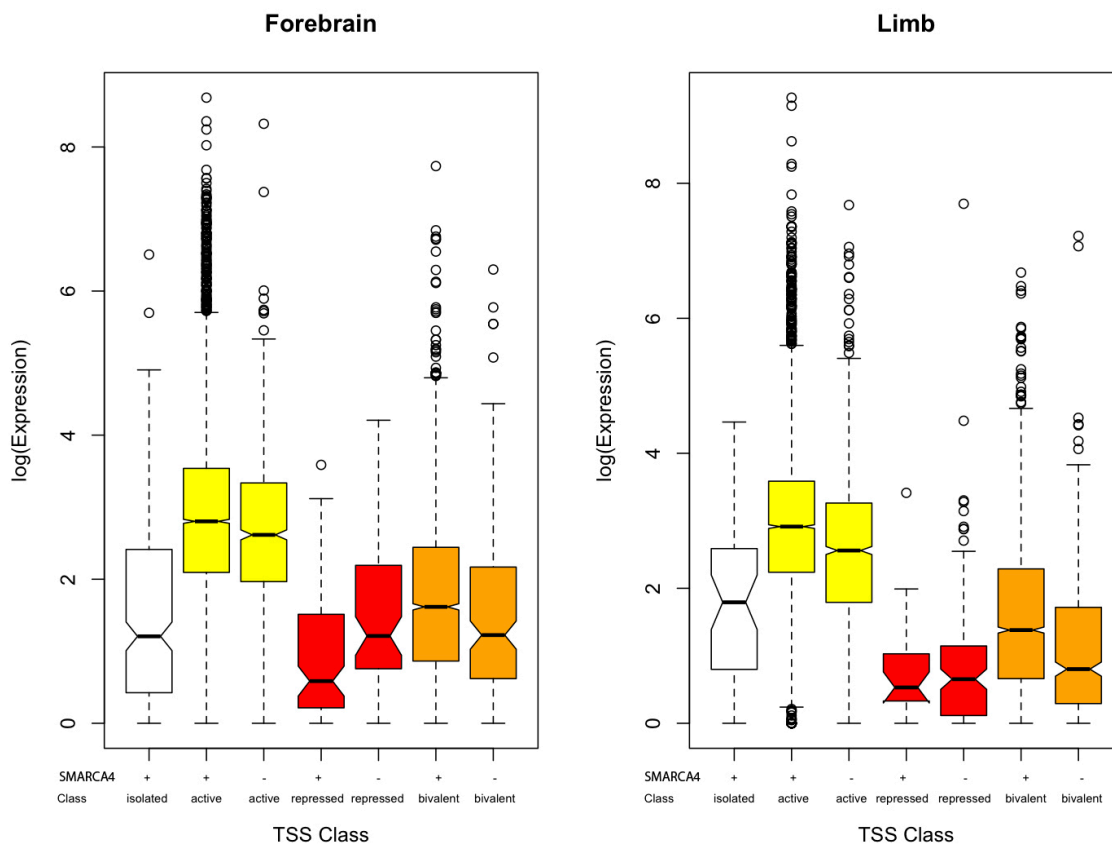 Forebrain
log(Expression)
8
6
4
2
0
SMARCA4 + + - + - + -
Class isolated active active repressed repressed bivalent bivalent
TSS Class
Limb
log(Expression)
8
6
4
2
0
SMARCA4 + + - + - + -
Class isolated active active repressed repressed bivalent bivalent
TSS Class